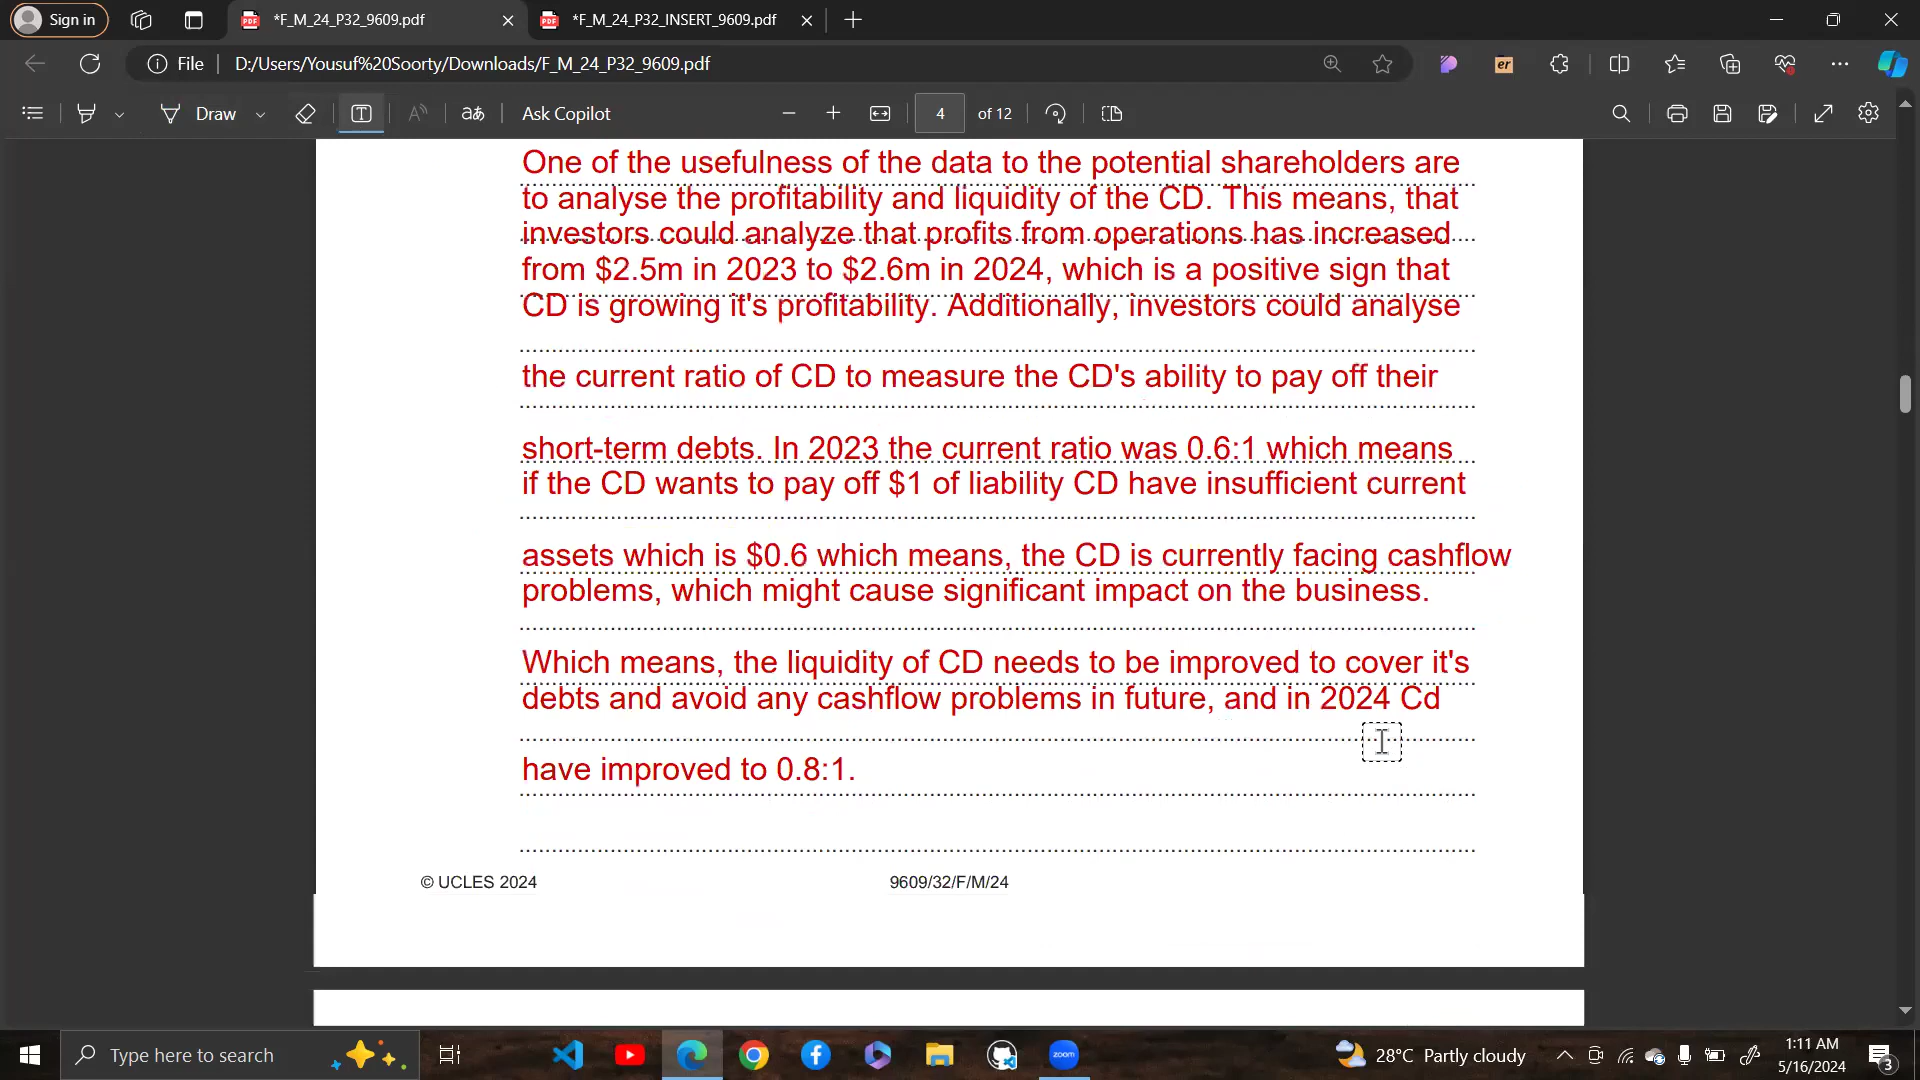 Sign in
*F_M_24_P32_9609.pdf
*F_M_24_P32_INSERT_9609.pdf
File
D:/Users/Yousuf%20Soorty/Downloads/F_M_24_P32_9609.pdf
er
Draw
T
aあ
Ask Copilot
4
of 12
One of the usefulness of the data to the potential shareholders are
to analyse the profitability and liquidity of the CD. This means, that
investors could analyze that profits from operations has increased
from $2.5m in 2023 to $2.6m in 2024, which is a positive sign that
CD is growing it's profitability. Additionally, investors could analyse
the current ratio of CD to measure the CD's ability to pay off their
short-term debts. In 2023 the current ratio was 0.6:1 which means
if the CD wants to pay off $1 of liability CD have insufficient current
assets which is $0.6 which means, the CD is currently facing cashflow
problems, which might cause significant impact on the business.
Which means, the liquidity of CD needs to be improved to cover it's
debts and avoid any cashflow problems in future, and in 2024 Cd
have improved to 0.8:1.
© UCLES 2024
9609/32/F/M/24
Type here to search
zoom
28°C Partly cloudy
1:11 AM
5/16/2024
3